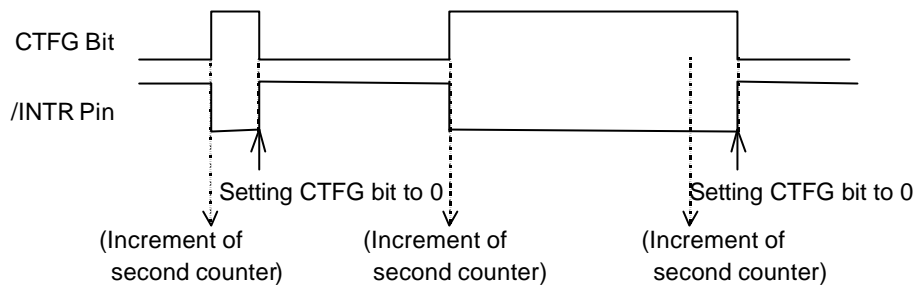 CTFG Bit
/INTR Pin
Setting CTFG bit to 0
Setting CTFG bit to 0
(Increment of
second counter)
(Increment of
second counter)
(Increment of
second counter)